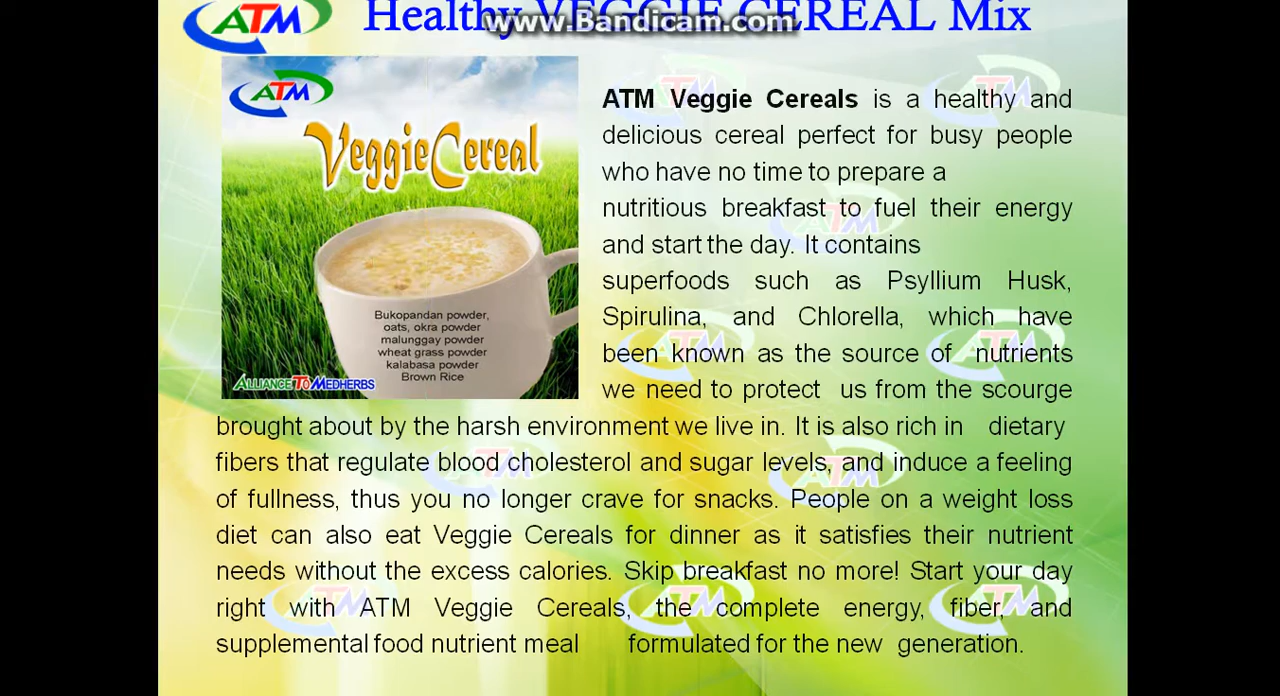 ATM
Healthy VEGGIE CEREAL Mix
www.Bandicam.com
ATM
VeggieCereal
Bukopandan powder,
oats, okra powder
malunggay powder
wheat grass powder
kalabasa powder
Brown Rice
ALLIANCE TO MEDHERBS
ATM Veggie Cereals is a healthy and
delicious cereal perfect for busy people
who have no time to prepare a
nutritious breakfast to fuel their energy
and start the day. It contains
superfoods such as Psyllium Husk,
Spirulina, and Chlorella, which have
been known as the source of nutrients
we need to protect us from the scourge
brought about by the harsh environment we live in. It is also rich in dietary
fibers that regulate blood cholesterol and sugar levels, and induce a feeling
of fullness, thus you no longer crave for snacks. People on a weight loss
diet can also eat Veggie Cereals for dinner as it satisfies their nutrient
needs without the excess calories. Skip breakfast no more! Start your day
right with ATM Veggie Cereals, the complete energy, fiber, and
supplemental food nutrient meal formulated for the new generation.